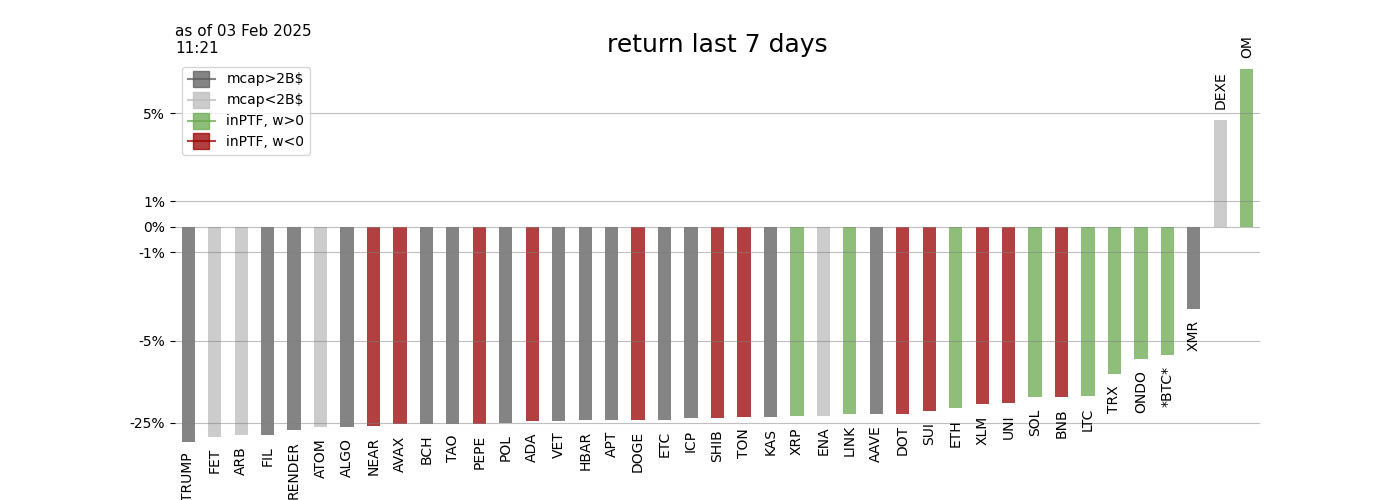 as of 03 Feb 2025
11:21
return last 7 days
mcap>2B$
mcap<2B$
inPTF, w>0
inPTF, w<0
5%
1%
0%
-1%
-5%
-25%
TRUMP
FET
ARB
FIL
RENDER
ATOM
ALGO
NEAR
AVAX
BCH
TAO
PEPE
POL
ADA
VET
HBAR
APT
DOGE
ETC
ICP
SHIB
TON
KAS
XRP
ENA
LINK
AAVE
DOT
SUI
ETH
XLM
UNI
SOL
BNB
LTC
TRX
ONDO
*BTC*
XMR
DEXE
OM